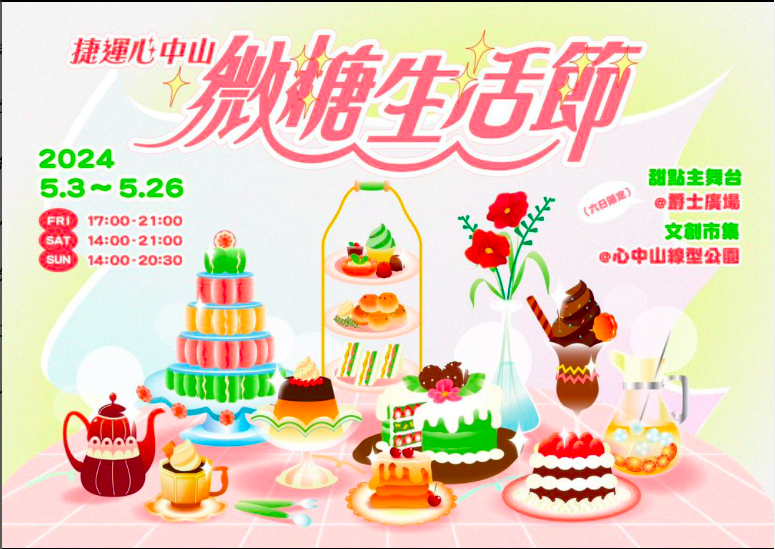 捷運心中山
微糖生活節
2024
5.3～5.26
FRI 17:00-21:00
SAT 14:00-21:00
SUN 14:00-20:30
甜點主舞台
(六日限定) @爵士廣場
文創市集
@心中山線型公園